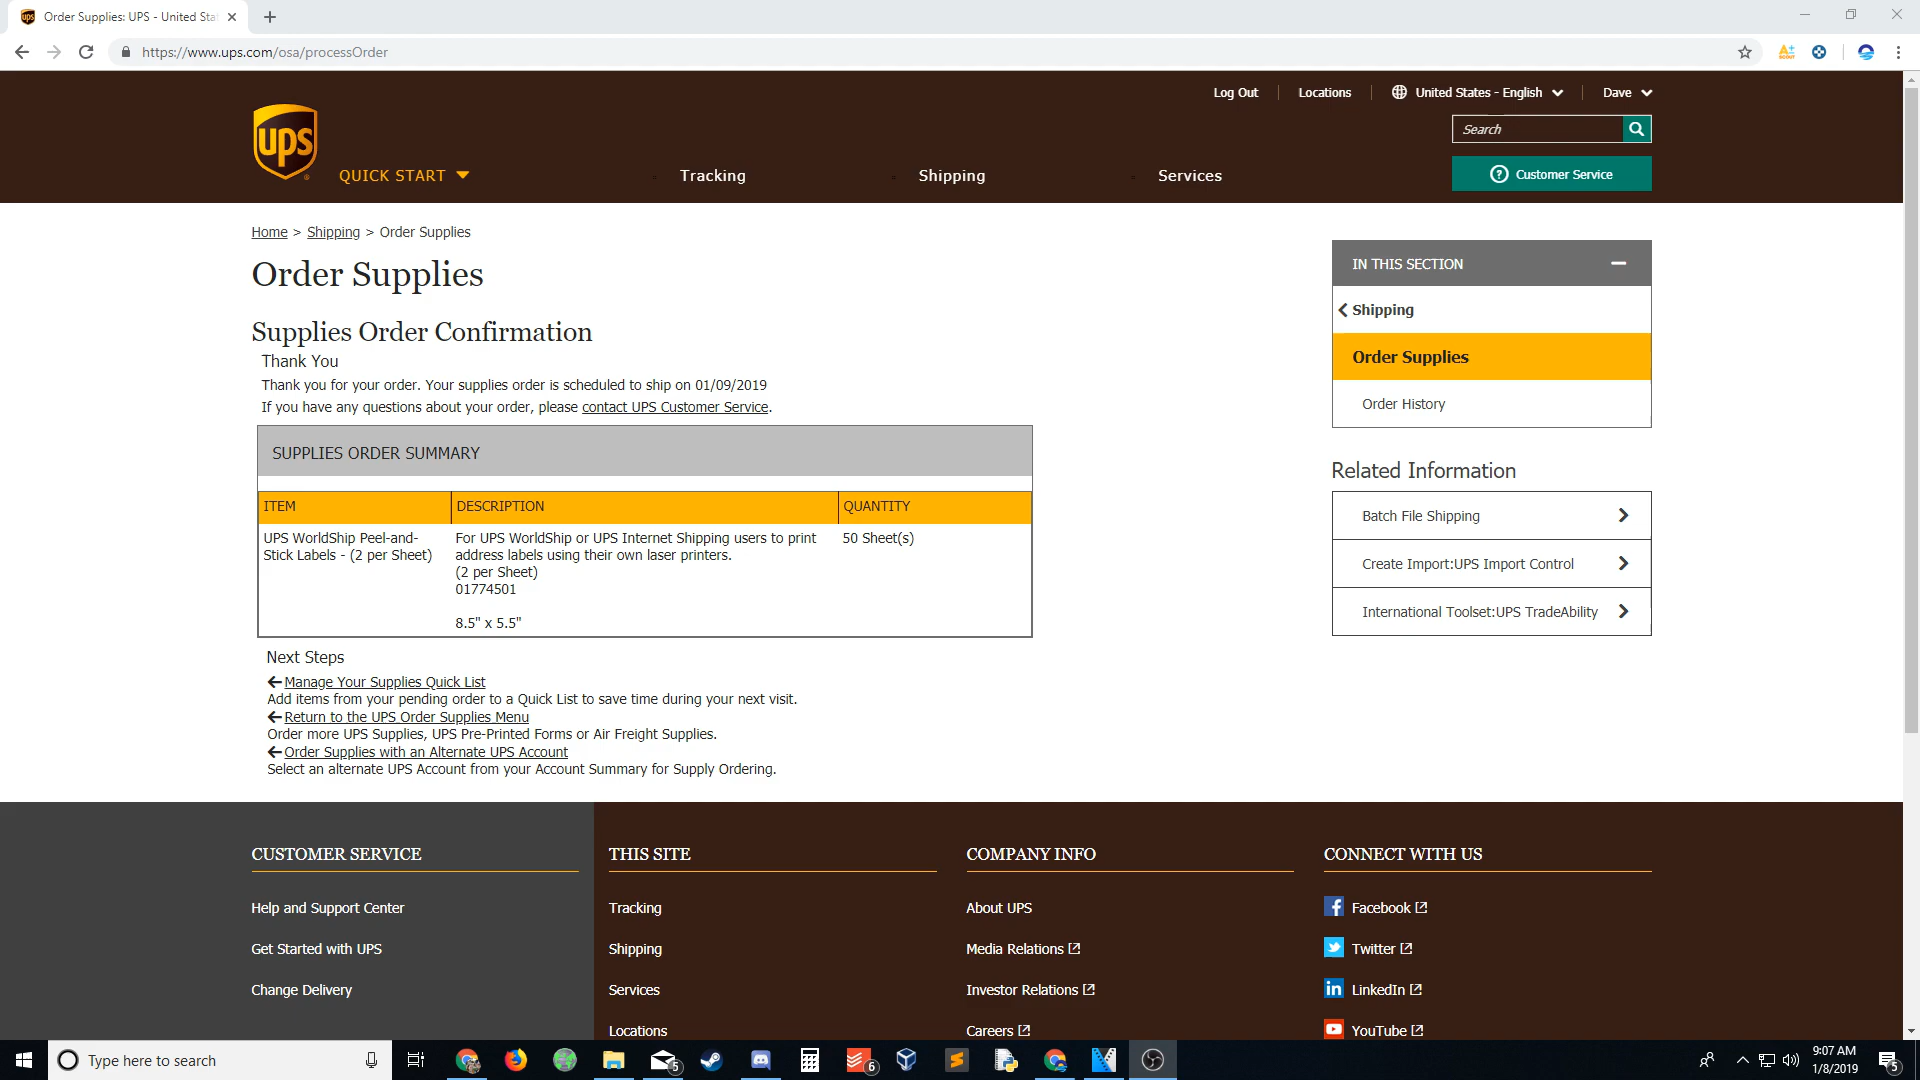 Order Supplies: UPS - United Sta
https://www.ups.com/osa/processOrder
Log Out
Locations
United States - English
Dave
ups
Search
QUICK START
Tracking
Shipping
Services
Customer Service
Home > Shipping > Order Supplies
Order Supplies
Supplies Order Confirmation
Thank You
Thank you for your order. Your supplies order is scheduled to ship on 01/09/2019
If you have any questions about your order, please contact UPS Customer Service.
SUPPLIES ORDER SUMMARY
ITEM
DESCRIPTION
QUANTITY
UPS WorldShip Peel-and-
Stick Labels - (2 per Sheet)
For UPS WorldShip or UPS Internet Shipping users to print
address labels using their own laser printers.
(2 per Sheet)
01774501
8.5" x 5.5"
50 Sheet(s)
Next Steps
Manage Your Supplies Quick List
Add items from your pending order to a Quick List to save time during your next visit.
Return to the UPS Order Supplies Menu
Order more UPS Supplies, UPS Pre-Printed Forms or Air Freight Supplies.
Order Supplies with an Alternate UPS Account
Select an alternate UPS Account from your Account Summary for Supply Ordering.
IN THIS SECTION
Shipping
Order Supplies
Order History
Related Information
Batch File Shipping
Create Import:UPS Import Control
International Toolset:UPS TradeAbility
CUSTOMER SERVICE
Help and Support Center
Get Started with UPS
Change Delivery
THIS SITE
Tracking
Shipping
Services
Locations
COMPANY INFO
About UPS
Media Relations
Investor Relations
Careers
CONNECT WITH US
Facebook
Twitter
LinkedIn
YouTube
Type here to search
5
6
9:07 AM
1/8/2019
5